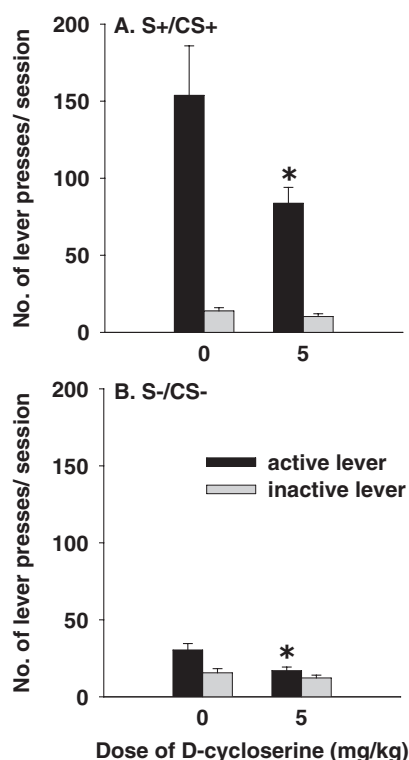 A. S+/CS+
No. of lever presses/ session
200
150
100
50
0
*
0 5
B. S-/CS-
No. of lever presses/ session
200
150
100
50
0
active lever
inactive lever
*
0 5
Dose of D-cycloserine (mg/kg)